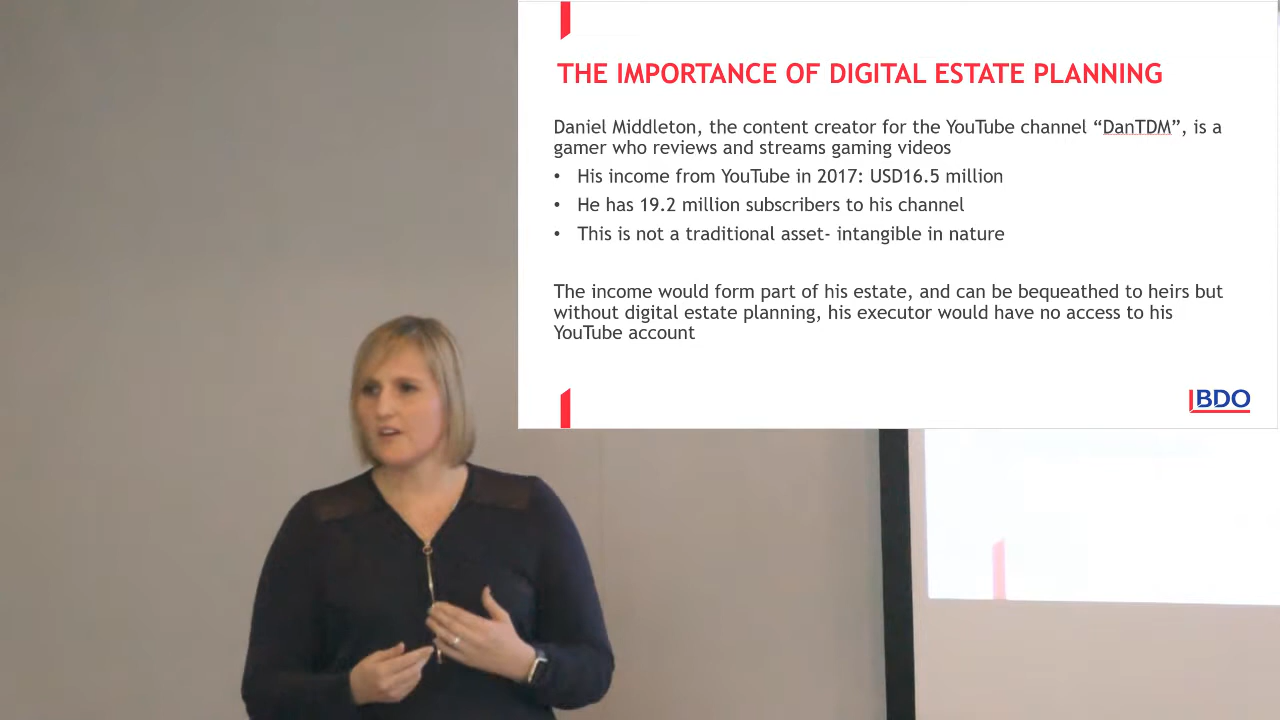 THE IMPORTANCE OF DIGITAL ESTATE PLANNING
Daniel Middleton, the content creator for the YouTube channel “DanTDM”, is a
gamer who reviews and streams gaming videos
• His income from YouTube in 2017: USD16.5 million
• He has 19.2 million subscribers to his channel
• This is not a traditional asset- intangible in nature
The income would form part of his estate, and can be bequeathed to heirs but
without digital estate planning, his executor would have no access to his
YouTube account
BDO